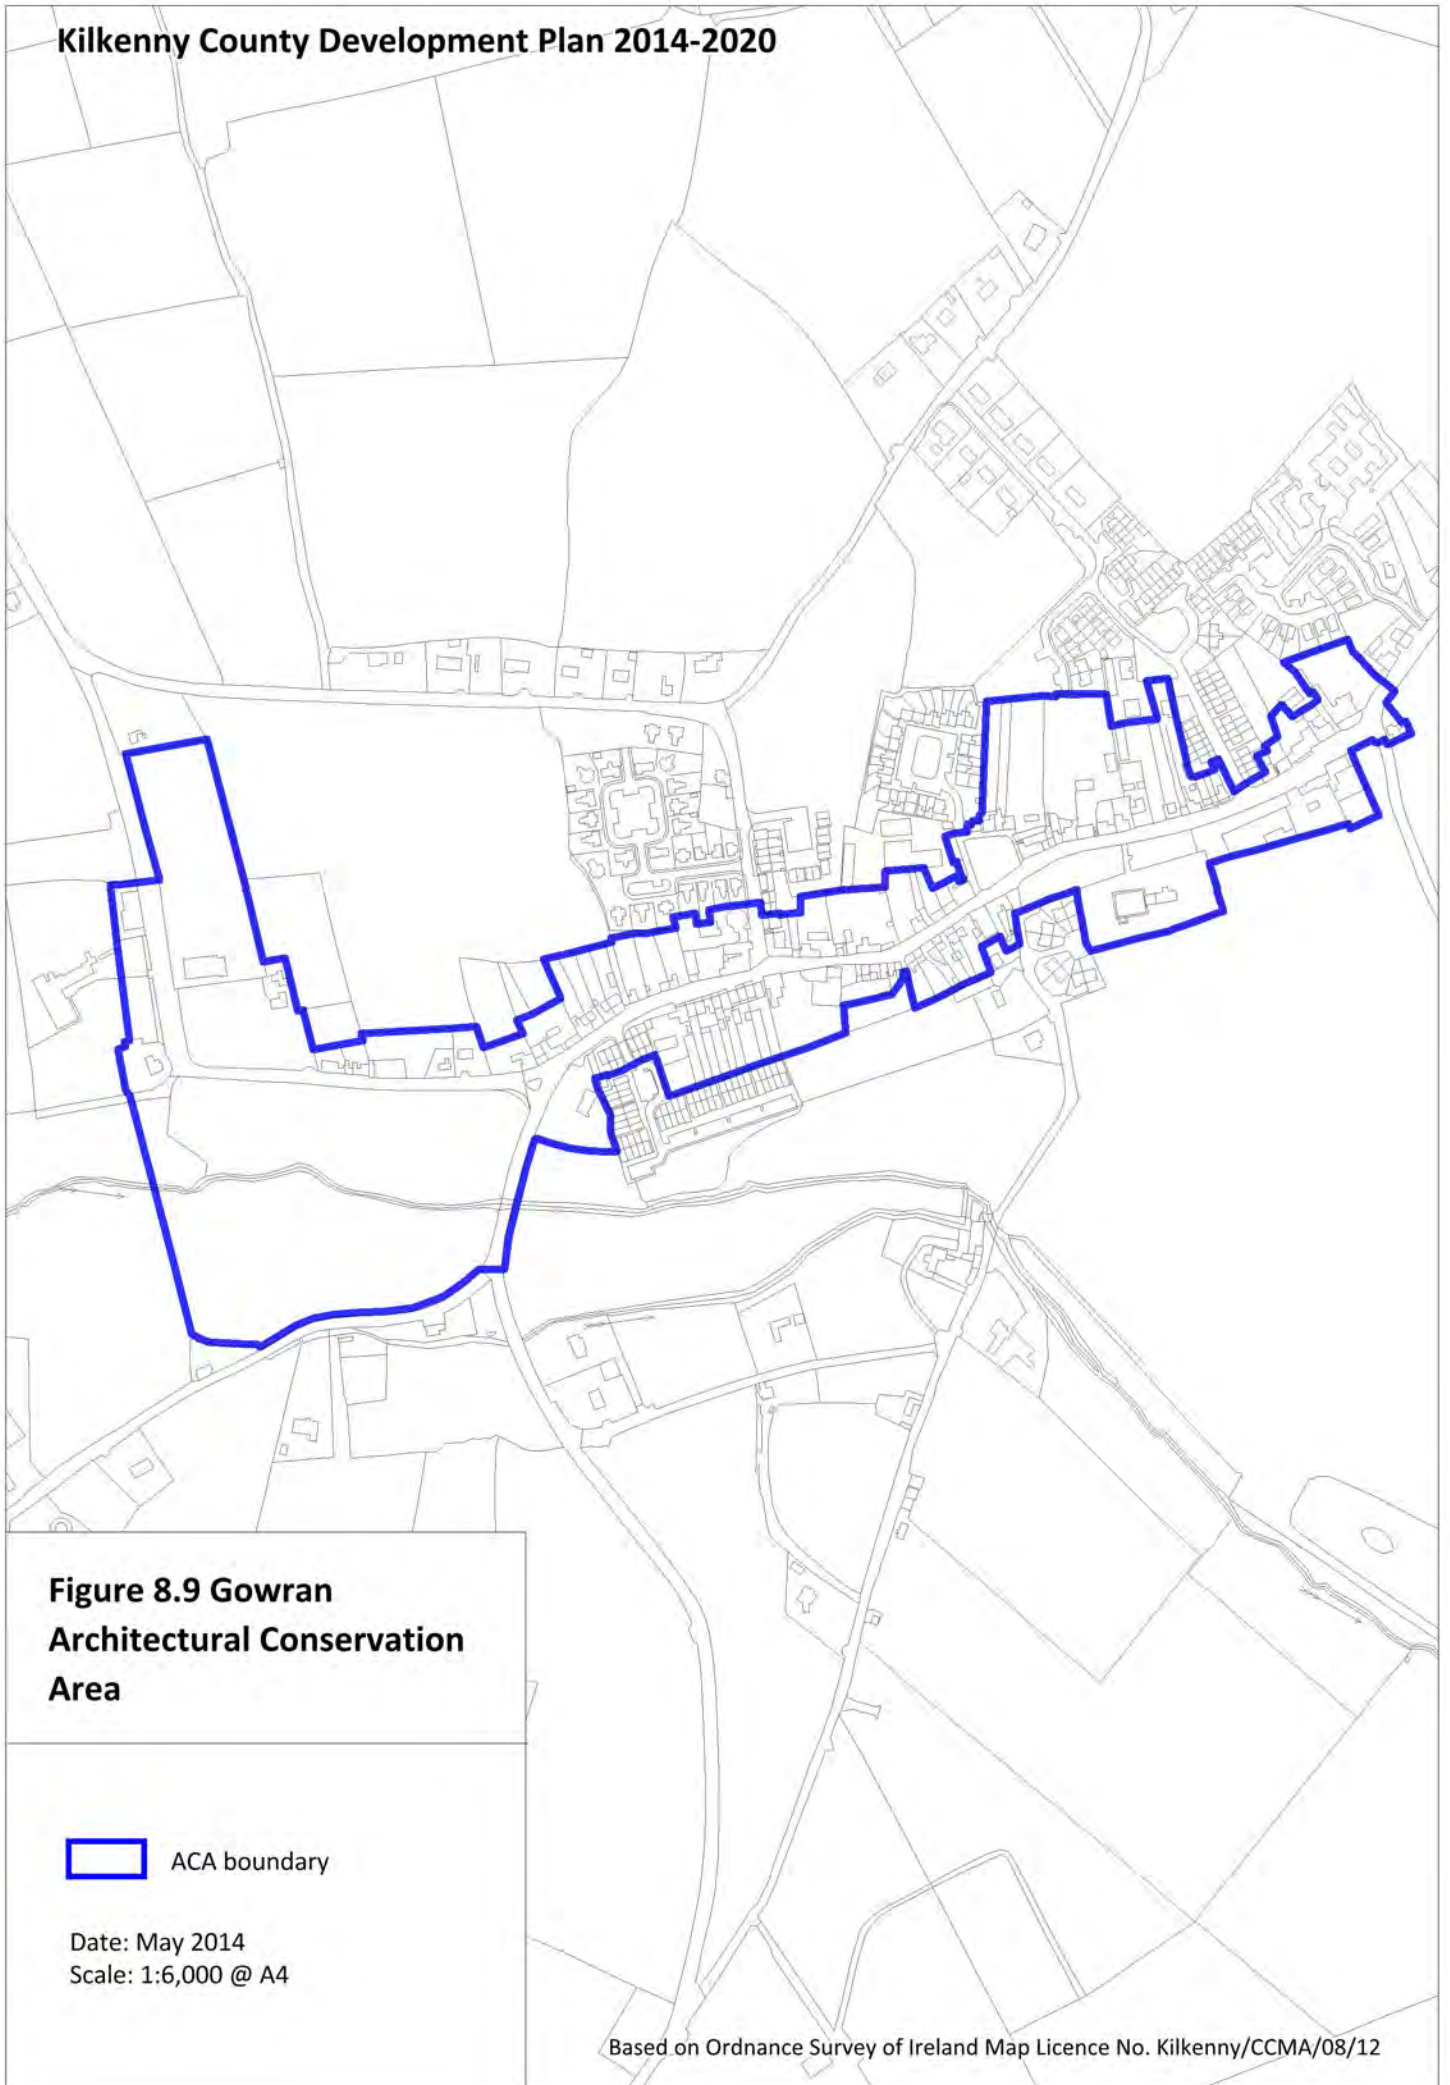 Kilkenny County Development Plan 2014-2020
Figure 8.9 Gowran
Architectural Conservation
Area
ACA boundary
Date: May 2014
Scale: 1:6,000 @ A4
Based on Ordnance Survey of Ireland Map Licence No. Kilkenny/CCMA/08/12